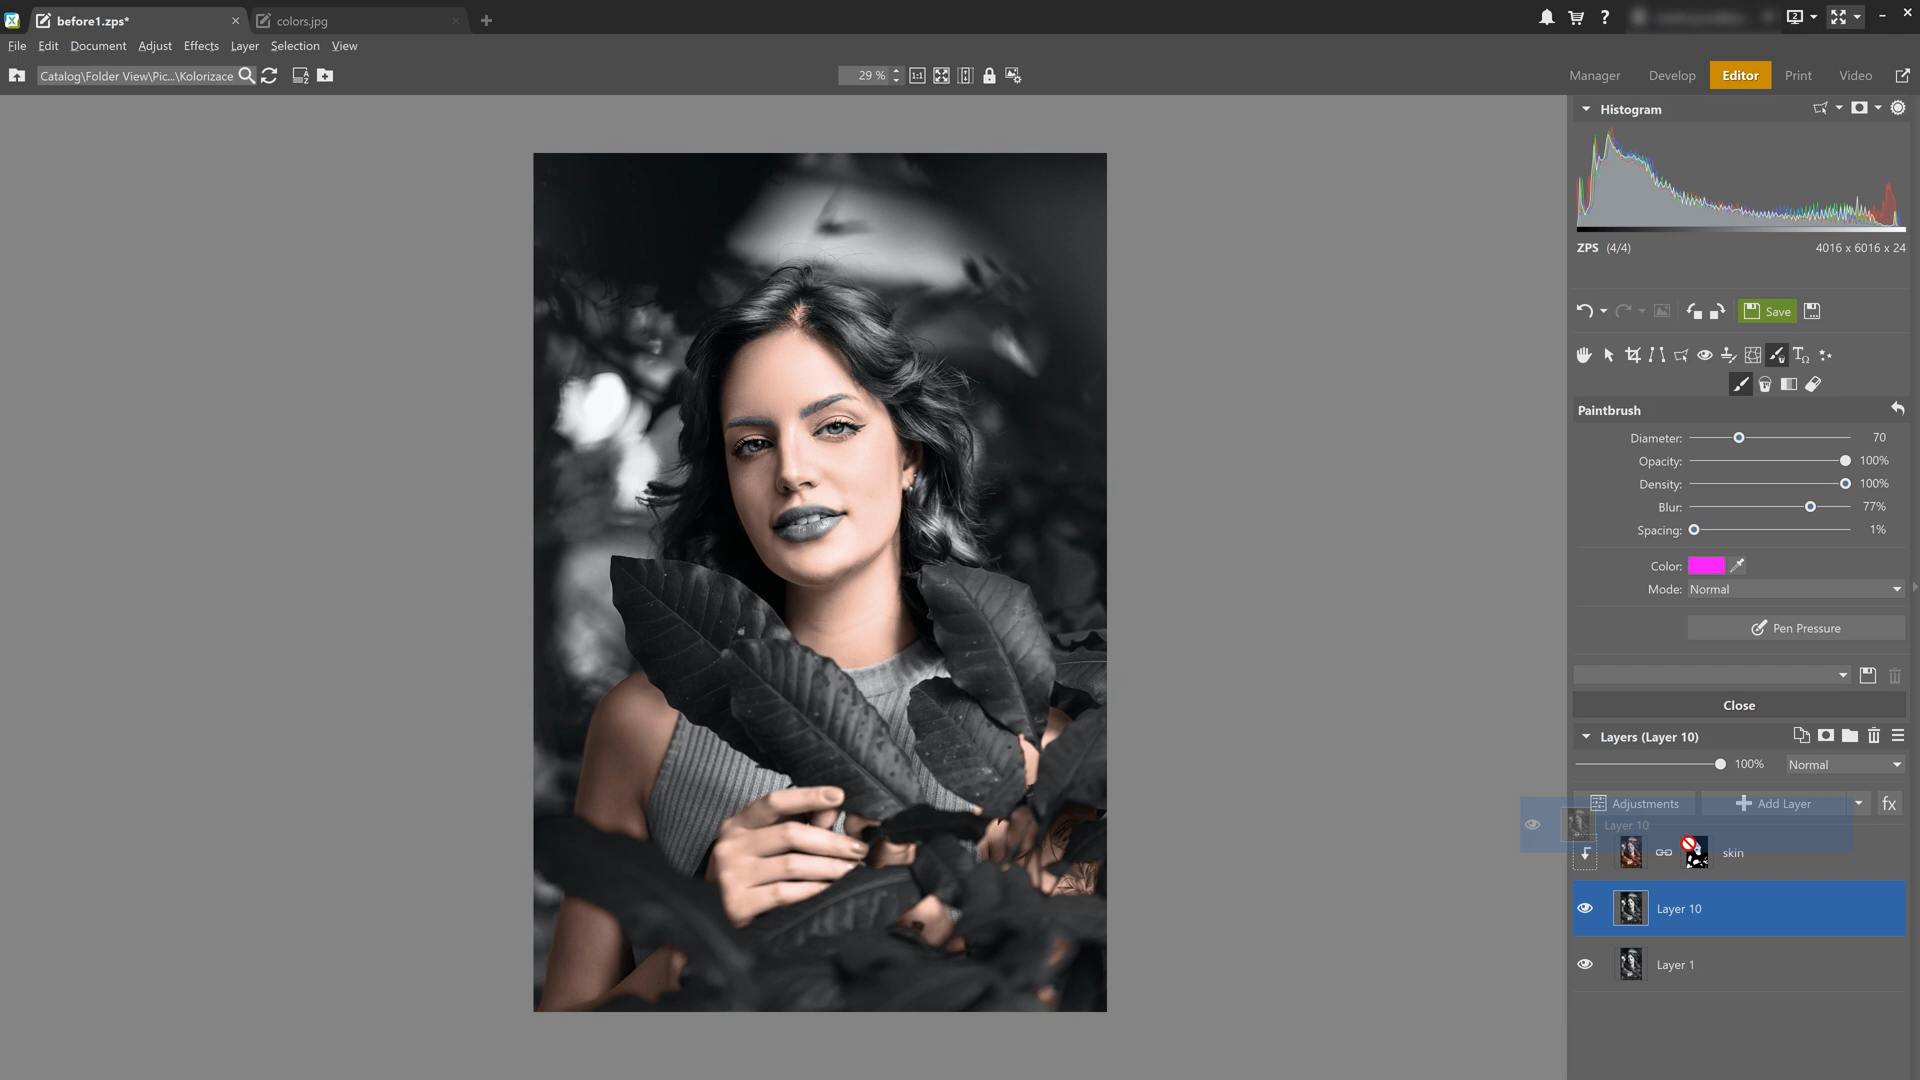 before1.zps*
colors.jpg
File Edit Document Adjust Effects Layer Selection View
Catalog\Folder View\Pic...\Kolorizace
29 %
1:1
2
Manager Develop Editor Print Video
Histogram
ZPS (4/4) 4016 x 6016 x 24
Save
Paintbrush
Diameter: 70
Opacity: 100%
Density: 100%
Blur: 77%
Spacing: 1%
Color:
Mode: Normal
Pen Pressure
Close
Layers (Layer 10)
100% Normal
Adjustments Add Layer fx
Layer 10
skin
Layer 10
Layer 1